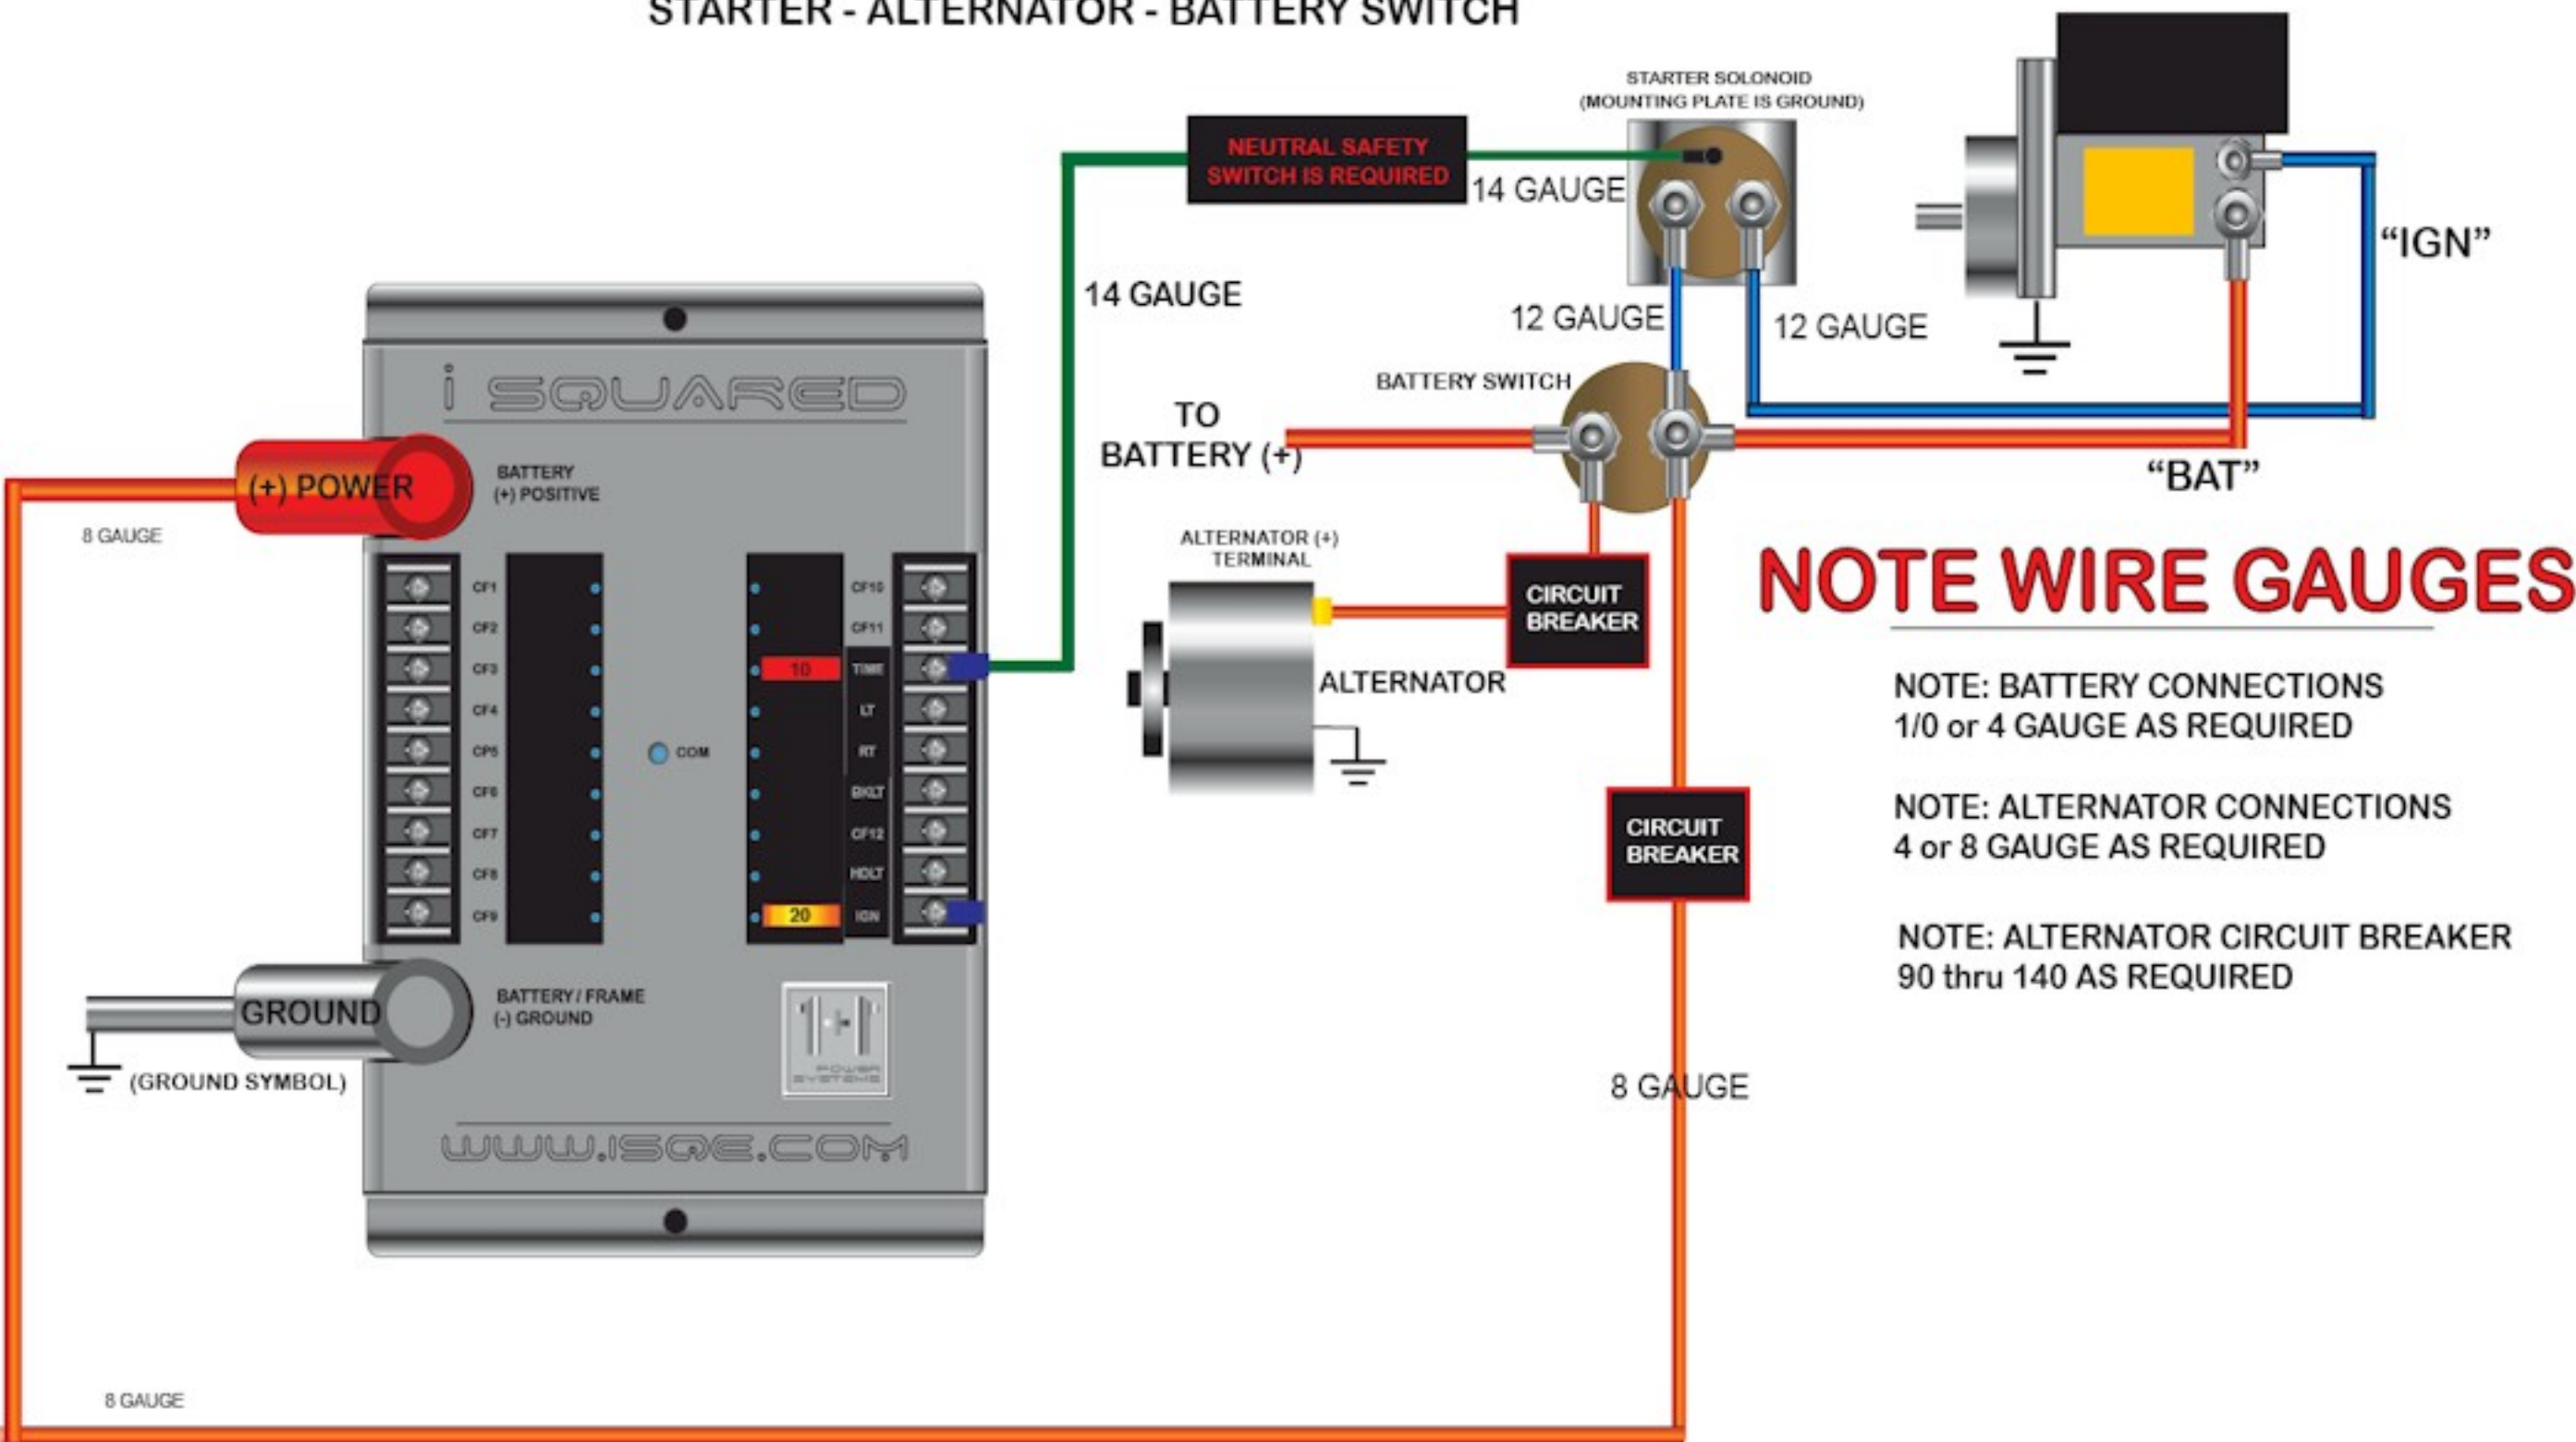 STARTER - ALTERNATOR - BATTERY SWITCH
STARTER SOLONOID
(MOUNTING PLATE IS GROUND)
NEUTRAL SAFETY
SWITCH IS REQUIRED
14 GAUGE
14 GAUGE
12 GAUGE
12 GAUGE
"IGN"
BATTERY SWITCH
TO
BATTERY (+)
"BAT"
i SQUARED
(+) POWER
BATTERY
(+) POSITIVE
8 GAUGE
ALTERNATOR (+)
TERMINAL
CIRCUIT
BREAKER
ALTERNATOR
NOTE WIRE GAUGES
NOTE: BATTERY CONNECTIONS
1/0 or 4 GAUGE AS REQUIRED
NOTE: ALTERNATOR CONNECTIONS
4 or 8 GAUGE AS REQUIRED
NOTE: ALTERNATOR CIRCUIT BREAKER
90 thru 140 AS REQUIRED
CF1
CF2
CF3
CF4
CP5
CF6
CF7
CF8
CF9
COM
CF10
CF11
10 TIME
LT
RT
BKLT
CF12
HDLT
20 IGN
CIRCUIT
BREAKER
GROUND
BATTERY / FRAME
(-) GROUND
(GROUND SYMBOL)
POWER
SYSTEMS
WWW.ISQE.COM
8 GAUGE
8 GAUGE